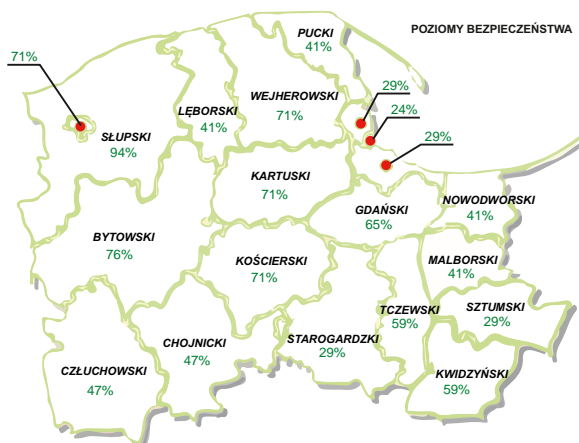 POZIOMY BEZPIECZEŃSTWA
PUCKI
41%
71%
29%
24%
29%
LĘBORSKI
41%
WEJHEROWSKI
71%
SŁUPSKI
94%
KARTUSKI
71%
GDAŃSKI
65%
NOWODWORSKI
41%
BYTOWSKI
76%
KOŚCIERSKI
71%
MALBORSKI
41%
TCZEWSKI
59%
SZTUMSKI
29%
CHOJNICKI
47%
STAROGARDZKI
29%
CZŁUCHOWSKI
47%
KWIDZYŃSKI
59%